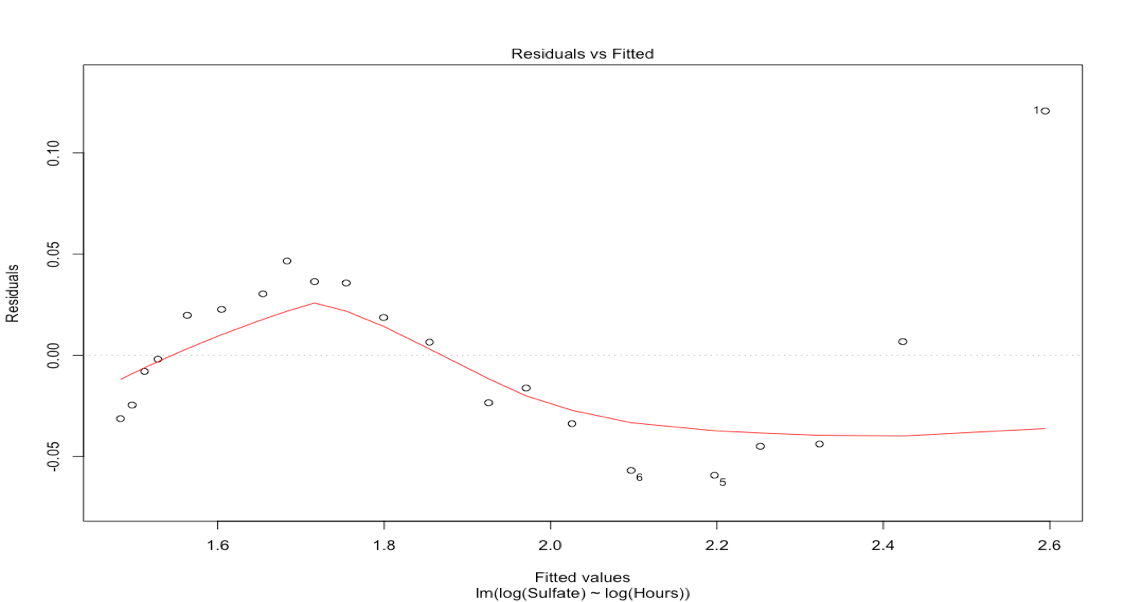 Residuals vs Fitted
1
0.10
0.05
0.00
-0.05
Residuals
6
5
1.6 1.8 2.0 2.2 2.4 2.6
Fitted values
lm(log(Sulfate) ~ log(Hours))